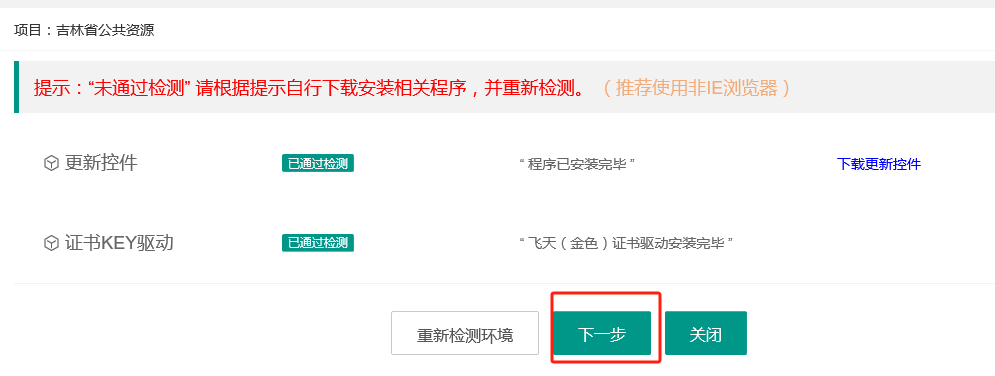 项目：吉林省公共资源
提示：“未通过检测” 请根据提示自行下载安装相关程序，并重新检测。 （推荐使用非IE浏览器）
更新控件 已通过检测 “ 程序已安装完毕 ” 下载更新控件
证书KEY驱动 已通过检测 “ 飞天（金色）证书驱动安装完毕 ”
重新检测环境 下一步 关闭